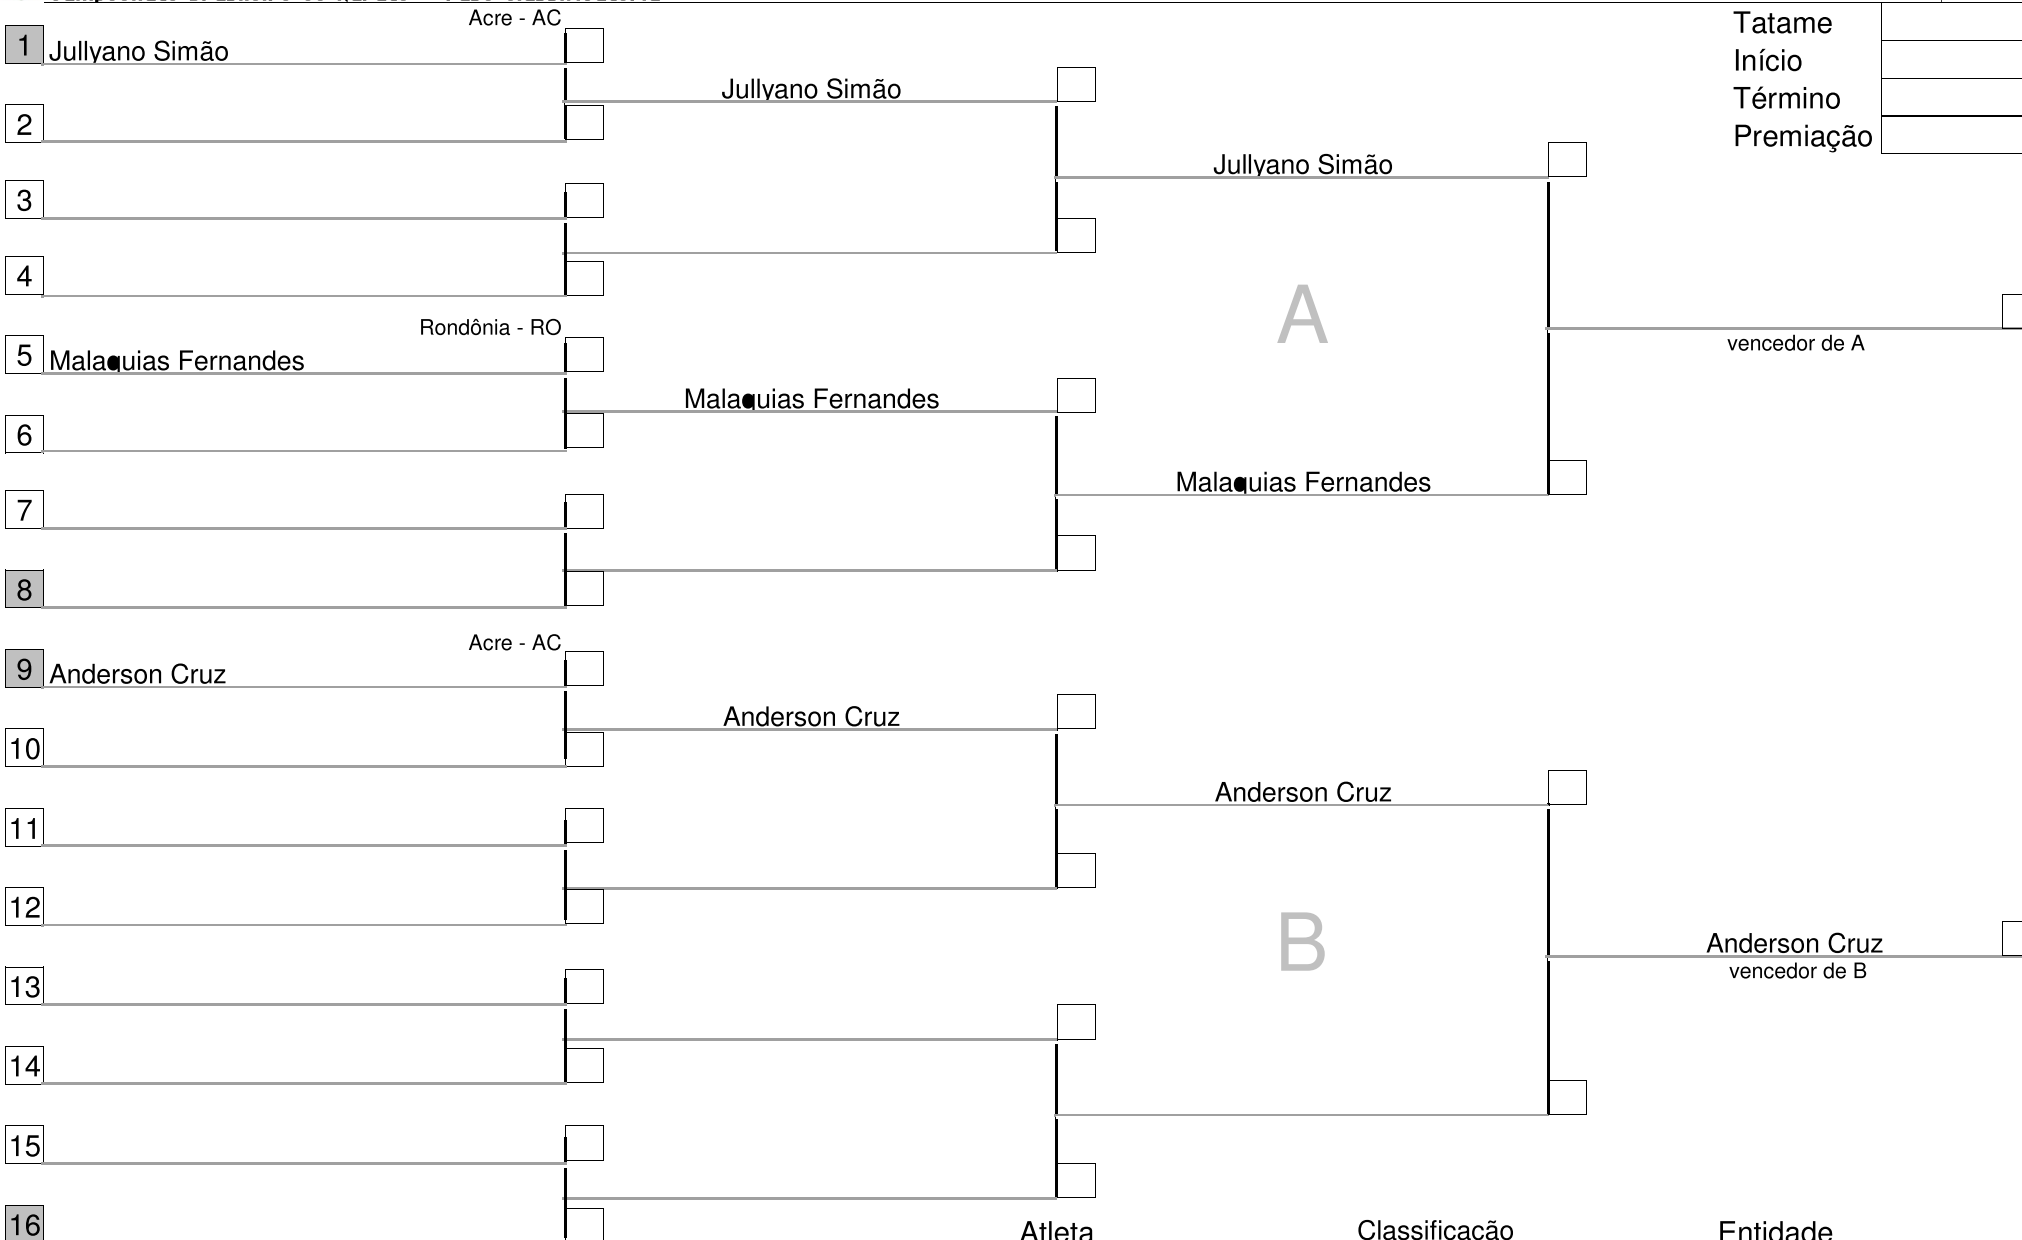 Acre - AC
1 Jullyano Simão
Jullyano Simão
2
Jullyano Simão
3
4
A
Rondônia - RO
5 Malaquias Fernandes
Malaquias Fernandes
6
Malaquias Fernandes
7
8
vencedor de A
Acre - AC
9 Anderson Cruz
Anderson Cruz
10
Anderson Cruz
11
12
B
Anderson Cruz
vencedor de B
13
14
15
16
Tatame
Início
Término
Premiação
Atleta Classificação Entidade